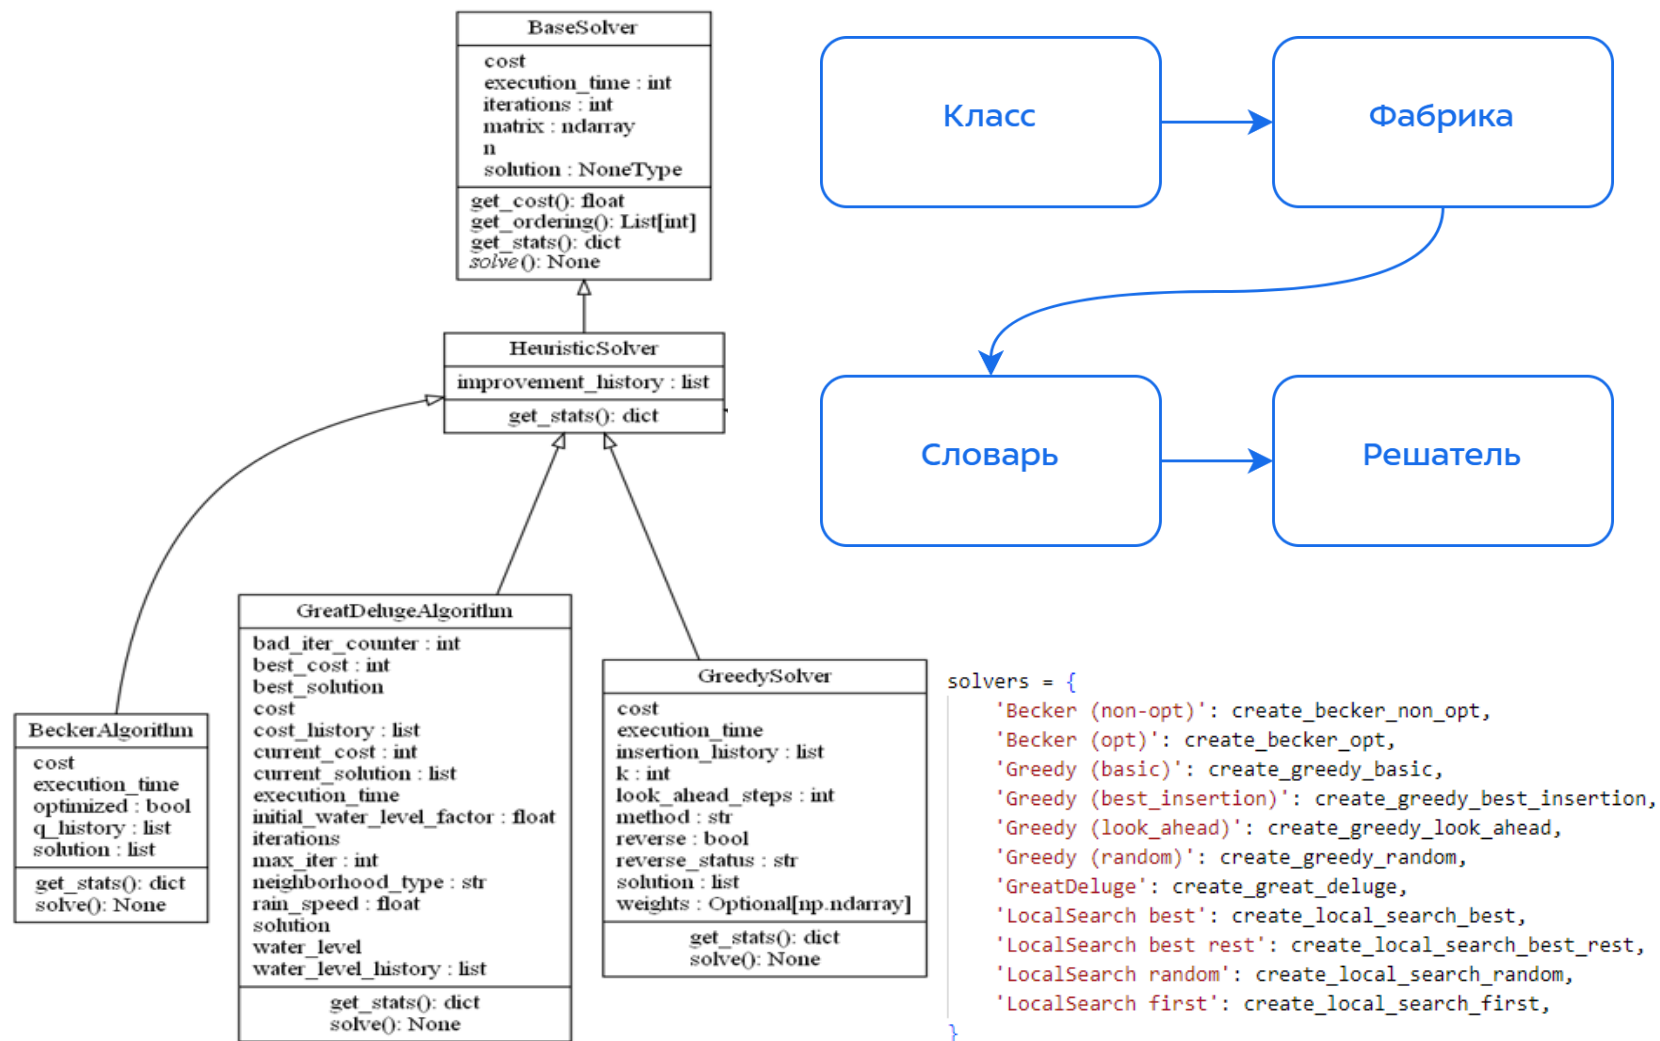 BaseSolver
cost
execution_time : int
iterations : int
matrix : ndarray
n
solution : NoneType
get_cost(): float
get_ordering(): List[int]
get_stats(): dict
solve(): None
HeuristicSolver
improvement_history : list
get_stats(): dict
BeckerAlgorithm
cost
execution_time
optimized : bool
q_history : list
solution : list
get_stats(): dict
solve(): None
GreatDelugeAlgorithm
bad_iter_counter : int
best_cost : int
best_solution
cost
cost_history : list
current_cost : int
current_solution : list
execution_time
initial_water_level_factor : float
iterations
max_iter : int
neighborhood_type : str
rain_speed : float
solution
water_level
water_level_history : list
get_stats(): dict
solve(): None
GreedySolver
cost
execution_time
insertion_history : list
k : int
look_ahead_steps : int
method : str
reverse : bool
reverse_status : str
solution : list
weights : Optional[np.ndarray]
get_stats(): dict
solve(): None
Класс
Фабрика
Словарь
Решатель
solvers = {
'Becker (non-opt)': create_becker_non_opt,
'Becker (opt)': create_becker_opt,
'Greedy (basic)': create_greedy_basic,
'Greedy (best_insertion)': create_greedy_best_insertion,
'Greedy (look_ahead)': create_greedy_look_ahead,
'Greedy (random)': create_greedy_random,
'GreatDeluge': create_great_deluge,
'LocalSearch best': create_local_search_best,
'LocalSearch best rest': create_local_search_best_rest,
'LocalSearch random': create_local_search_random,
'LocalSearch first': create_local_search_first,
}